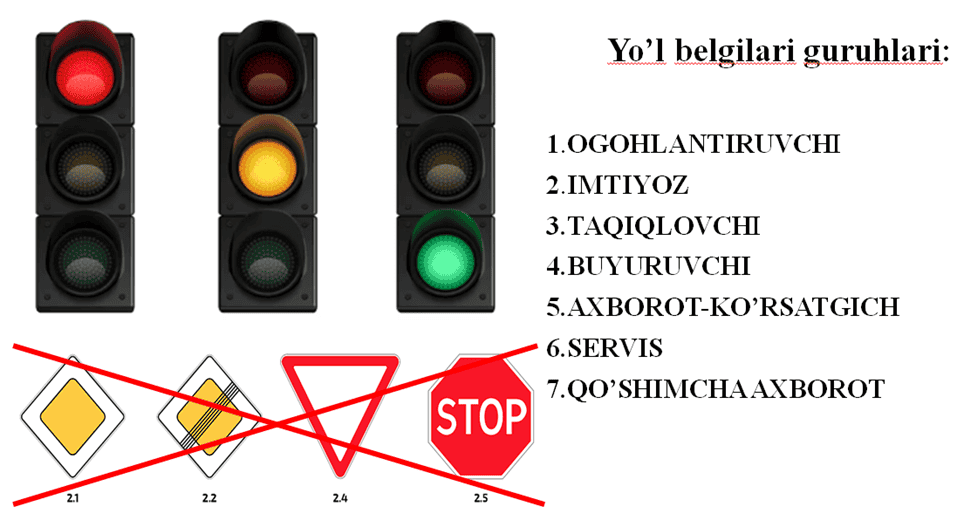 Yo’l belgilari guruhlari:
1.OGOHLANTIRUVCHI
2.IMTIYOZ
3.TAQIQLOVCHI
4.BUYURUVCHI
5.AXBOROT-KO’RSATGICH
6.SERVIS
7.QO’SHIMCHA AXBOROT
STOP
2.1 2.2 2.4 2.5